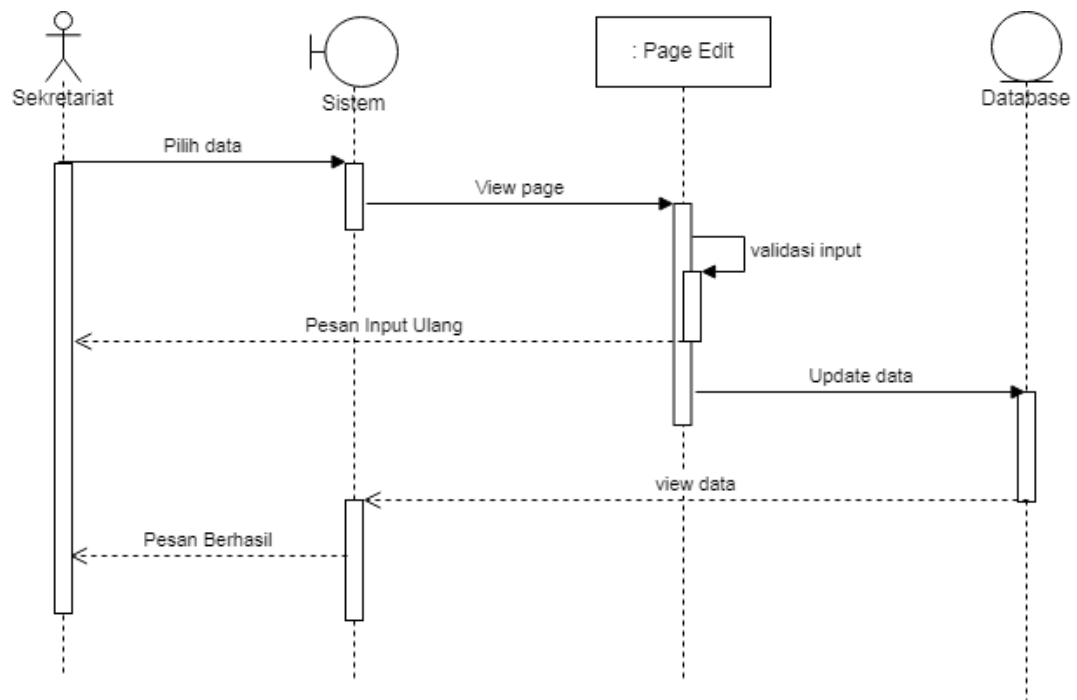 Sekretariat
Sistem
: Page Edit
Database
Pilih data
View page
validasi input
Pesan Input Ulang
Update data
view data
Pesan Berhasil